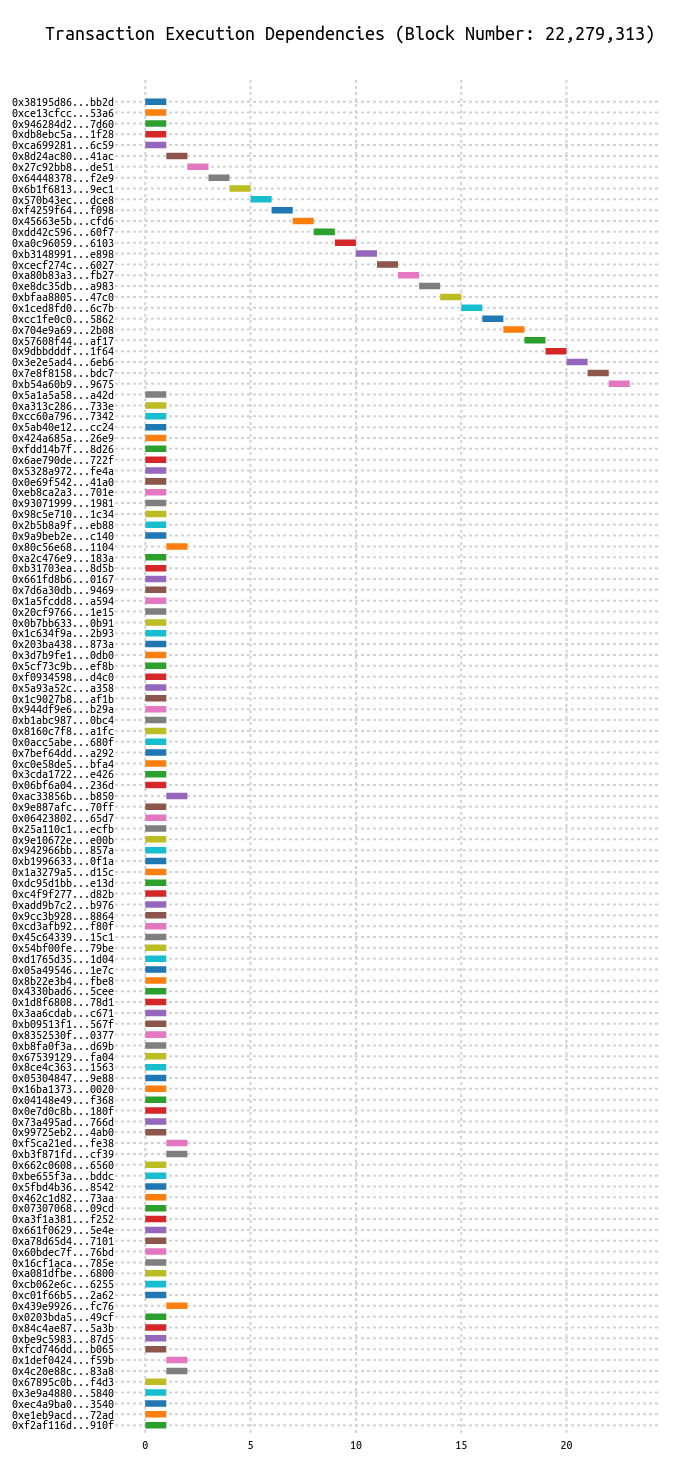 Transaction Execution Dependencies (Block Number: 22,279,313)
0x38195d86...bb2d
0xce13cfcc...53a6
0x946284d2...7d60
0xdb8ebc5a...1f28
0xca699281...6c59
0x8d24ac80...41ac
0x27c92bb8...de51
0x64448378...f2e9
0x6b1f6813...9ec1
0x570b43ec...dce8
0xf4259f64...f098
0x45663e5b...cfd6
0xdd42c596...60f7
0xa0c96059...6103
0xb3148991...e898
0xcecf274c...6027
0xa80b83a3...fb27
0xe8dc35db...a983
0xbfaa8805...47c0
0x1ced8fd0...6c7b
0xcc1fe0c0...5862
0x704e9a69...2b08
0x57608f44...af17
0x9dbbdddf...1f64
0x3e2e5ad4...6eb6
0x7e8f8158...bdc7
0xb54a60b9...9675
0x5a1a5a58...a42d
0xa313c286...733e
0xcc60a796...7342
0x5ab40e12...cc24
0x424a685a...26e9
0xfdd14b7f...8d26
0x6ae790de...722f
0x5328a972...fe4a
0x0e69f542...41a0
0xeb8ca2a3...701e
0x93071999...1981
0x98c5e710...1c34
0x2b5b8a9f...eb88
0x9a9beb2e...c140
0x80c56e68...1104
0xa2c476e9...183a
0xb31703ea...8d5b
0x661fd8b6...0167
0x7d6a30db...9469
0x1a5fcdd8...a594
0x20cf9766...1e15
0x0b7bb633...0b91
0x1c634f9a...2b93
0x203ba438...873a
0x3d7b9fe1...0db0
0x5cf73c9b...ef8b
0xf0934598...d4c0
0x5a93a52c...a358
0x1c9027b8...af1b
0x944df9e6...b29a
0xb1abc987...0bc4
0x8160c7f8...a1fc
0x0acc5abe...680f
0x7bef64dd...a292
0xc0e58de5...bfa4
0x3cda1722...e426
0x06bf6a04...236d
0xac33856b...b850
0x9e887afc...70ff
0x06423802...65d7
0x25a110c1...ecfb
0x9e10672e...e00b
0x942966bb...857a
0xb1996633...0f1a
0x1a3279a5...d15c
0xdc95d1bb...e13d
0xc4f9f277...d82b
0xadd9b7c2...b976
0x9cc3b928...8864
0xcd3afb92...f80f
0x45c64339...15c1
0x54bf00fe...79be
0xd1765d35...1d04
0x05a49546...1e7c
0x8b22e3b4...fbe8
0x4330bad6...5cee
0x1d8f6808...78d1
0x3aa6cdab...c671
0xb09513f1...567f
0x8352530f...0377
0xb8fa0f3a...d69b
0x67539129...fa04
0x8ce4c363...1563
0x05304847...9e88
0x16ba1373...0020
0x04148e49...f368
0x0e7d0c8b...180f
0x73a495ad...766d
0x99725eb2...4ab0
0xf5ca21ed...fe38
0xb3f871fd...cf39
0x662c0608...6560
0xbe655f3a...bddc
0x5fbd4b36...8542
0x462c1d82...73aa
0x07307068...09cd
0xa3f1a381...f252
0x661f0629...5e4e
0xa78d65d4...7101
0x60bdec7f...76bd
0x16cf1aca...785e
0xa081dfbe...6800
0xcb062e6c...6255
0xc01f66b5...2a62
0x439e9926...fc76
0x0203bda5...49cf
0x84c4ae87...5a3b
0xbe9c5983...87d5
0xfcd746dd...b065
0x1def0424...f59b
0x4c20e88c...83a8
0x67895c0b...f4d3
0x3e9a4880...5840
0xec4a9ba0...3540
0xe1eb9acd...72ad
0xf2af116d...910f
0 5 10 15 20